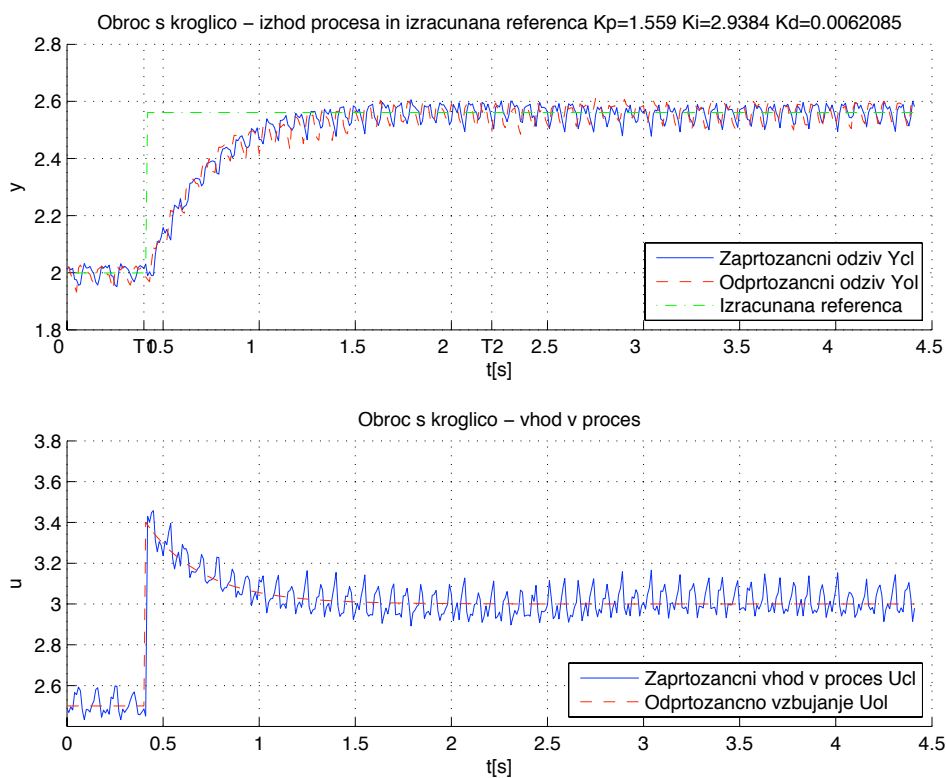 Obroc s kroglico − izhod procesa in izracunana referenca Kp=1.559 Ki=2.9384 Kd=0.0062085
2.8
2.6
2.4
2.2
2
1.8
y
Zaprtozancni odziv Ycl
Odprtozancni odziv Yol
Izracunana referenca
0 T1 0.5 1 1.5 2 T2 2.5 3 3.5 4 4.5
t[s]
Obroc s kroglico − vhod v proces
3.8
3.6
3.4
3.2
3
2.8
2.6
u
Zaprtozancni vhod v proces Ucl
Odprtozancno vzbujanje Uol
0 0.5 1 1.5 2 2.5 3 3.5 4 4.5
t[s]